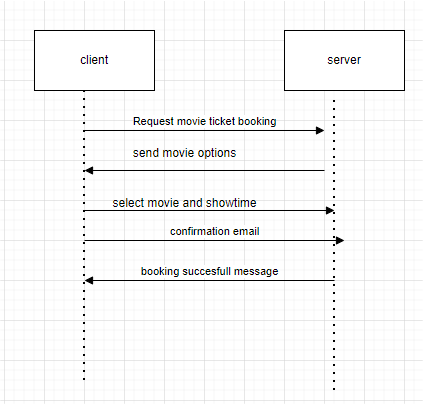 client
server
Request movie ticket booking
send movie options
select movie and showtime
confirmation email
booking succesfull message